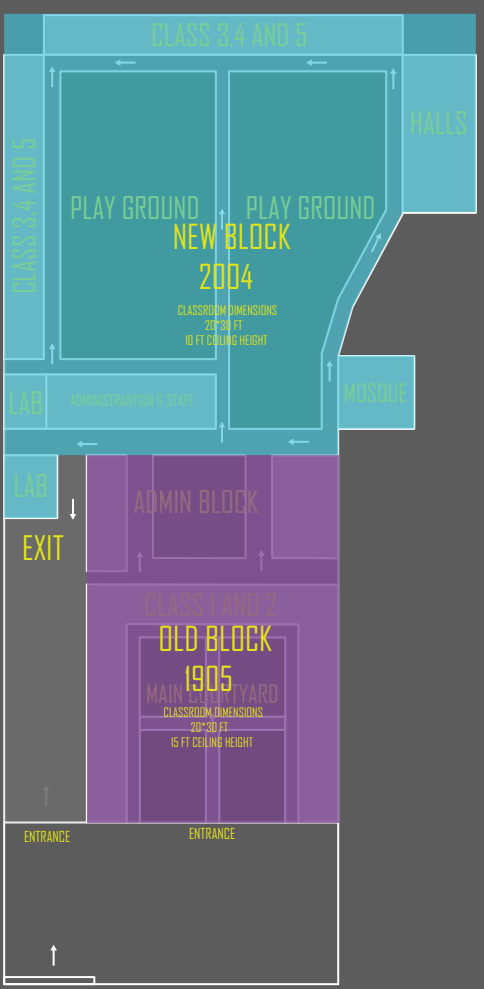 CLASS 3,4 AND 5
HALLS
CLASS 3,4 AND 5
PLAY GROUND
PLAY GROUND
NEW BLOCK
2004
CLASSROOM DIMENSIONS
20*30 FT
10 FT CEILING HEIGHT
MOSQUE
LAB
ADMINISTRANTION & STAFF
LAB
ADMIN BLOCK
EXIT
CLASS 1 AND 2
OLD BLOCK
1905
MAIN COURTYARD
CLASSROOM DIMENSIONS
20*30 FT
15 FT CEILING HEIGHT
ENTRANCE
ENTRANCE